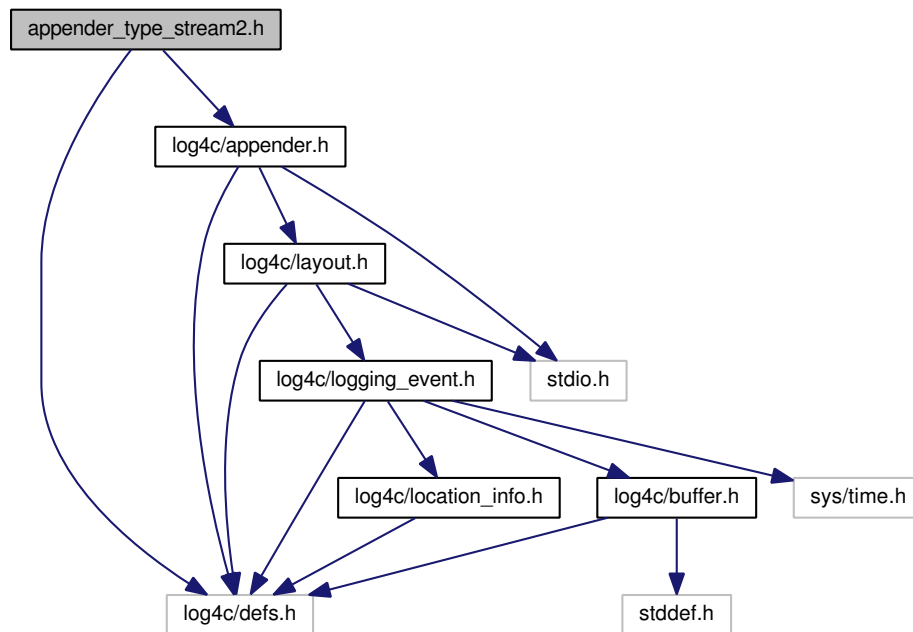 appender_type_stream2.h
log4c/appender.h
log4c/layout.h
log4c/logging_event.h
stdio.h
log4c/location_info.h
log4c/buffer.h
sys/time.h
log4c/defs.h
stddef.h